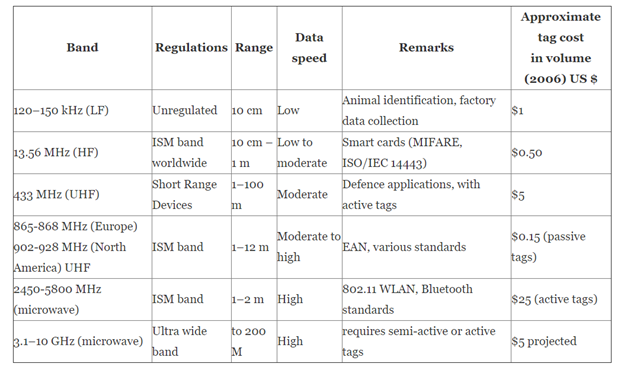 Approximate
tag cost
in volume
(2006) US $
Band
Regulations
Range
Data
speed
Remarks
120–150 kHz (LF)
Unregulated
10 cm
Low
Animal identification, factory
data collection
$1
13.56 MHz (HF)
ISM band
worldwide
10 cm –
1 m
Low to
moderate
Smart cards (MIFARE,
ISO/IEC 14443)
$0.50
433 MHz (UHF)
Short Range
Devices
1–100
m
Moderate
Defence applications, with
active tags
$5
865-868 MHz (Europe)
902-928 MHz (North
America) UHF
ISM band
1–12 m
Moderate to
high
EAN, various standards
$0.15 (passive
tags)
2450-5800 MHz
(microwave)
ISM band
1–2 m
High
802.11 WLAN, Bluetooth
standards
$25 (active tags)
3.1–10 GHz (microwave)
Ultra wide
band
to 200
M
High
requires semi-active or active
tags
$5 projected